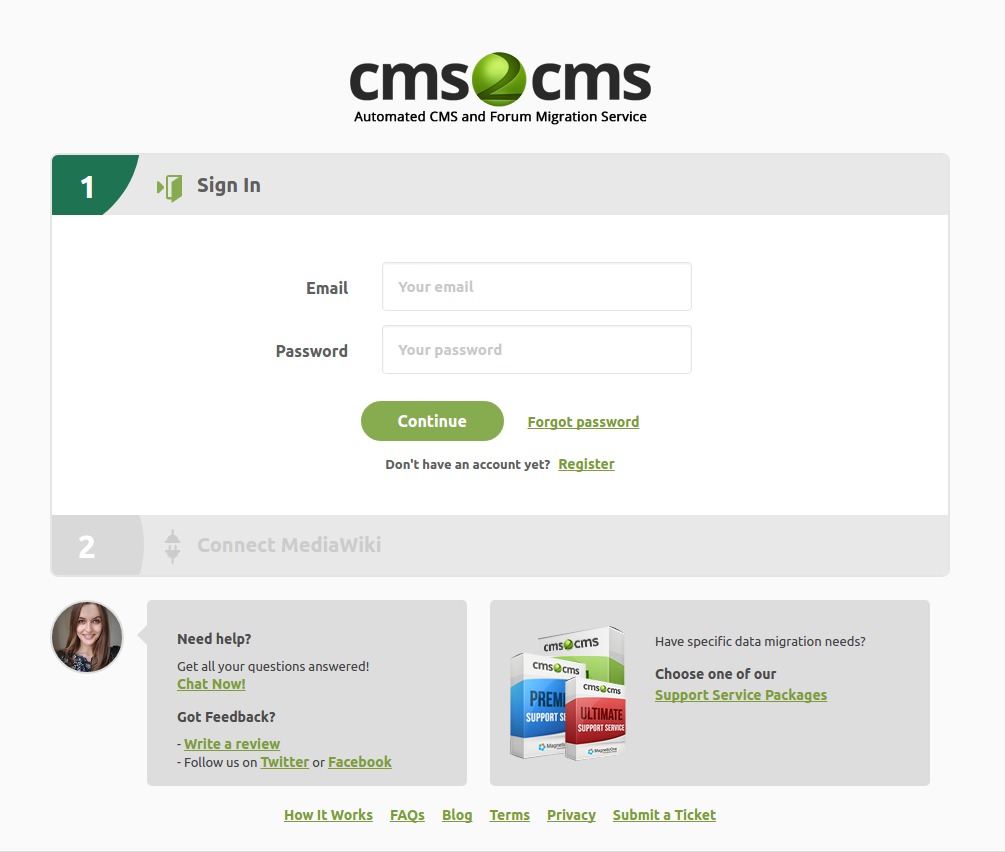 cms2cms
Automated CMS and Forum Migration Service
1 Sign In
Email Your email
Password Your password
Continue Forgot password
Don't have an account yet? Register
2 Connect MediaWiki
Need help?
Get all your questions answered!
Chat Now!
Got Feedback?
- Write a review
- Follow us on Twitter or Facebook
cms2cms
cms2cms
cms2cms
PREMI
SUPPORT SE
ULTIMATE
SUPPORT SERVICE
MagneticOne
MagneticOne
Have specific data migration needs?
Choose one of our
Support Service Packages
How It Works FAQs Blog Terms Privacy Submit a Ticket